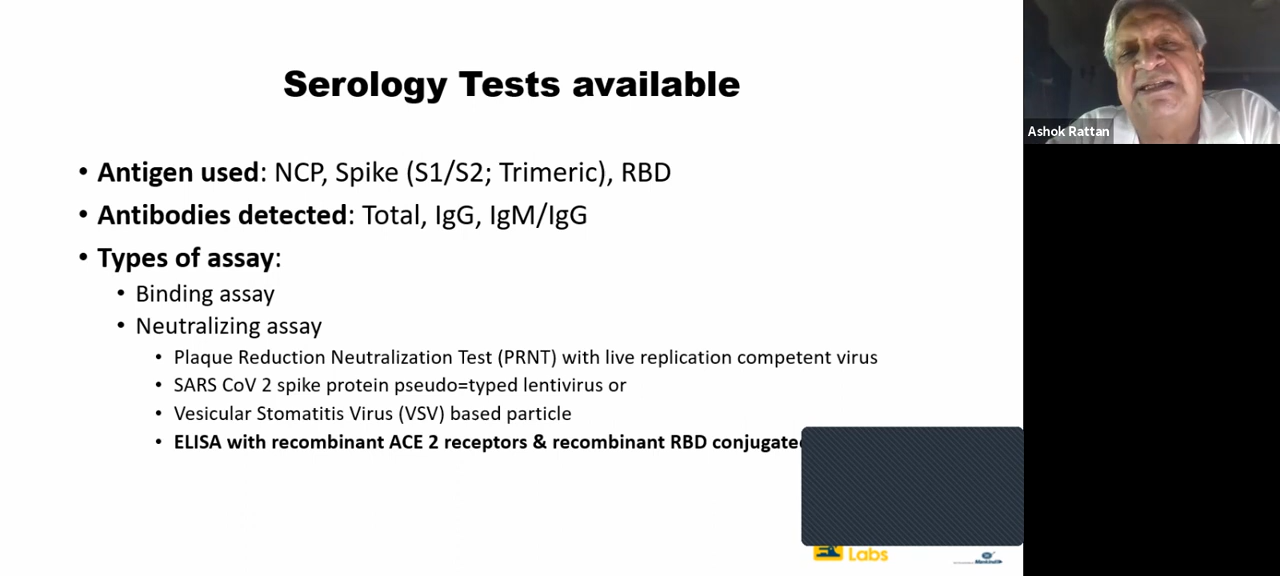 Serology Tests available
• Antigen used: NCP, Spike (S1/S2; Trimeric), RBD
• Antibodies detected: Total, IgG, IgM/IgG
• Types of assay:
• Binding assay
• Neutralizing assay
• Plaque Reduction Neutralization Test (PRNT) with live replication competent virus
• SARS CoV 2 spike protein pseudo=typed lentivirus or
• Vesicular Stomatitis Virus (VSV) based particle
• ELISA with recombinant ACE 2 receptors & recombinant RBD conjugated
Labs
Ashok Rattan